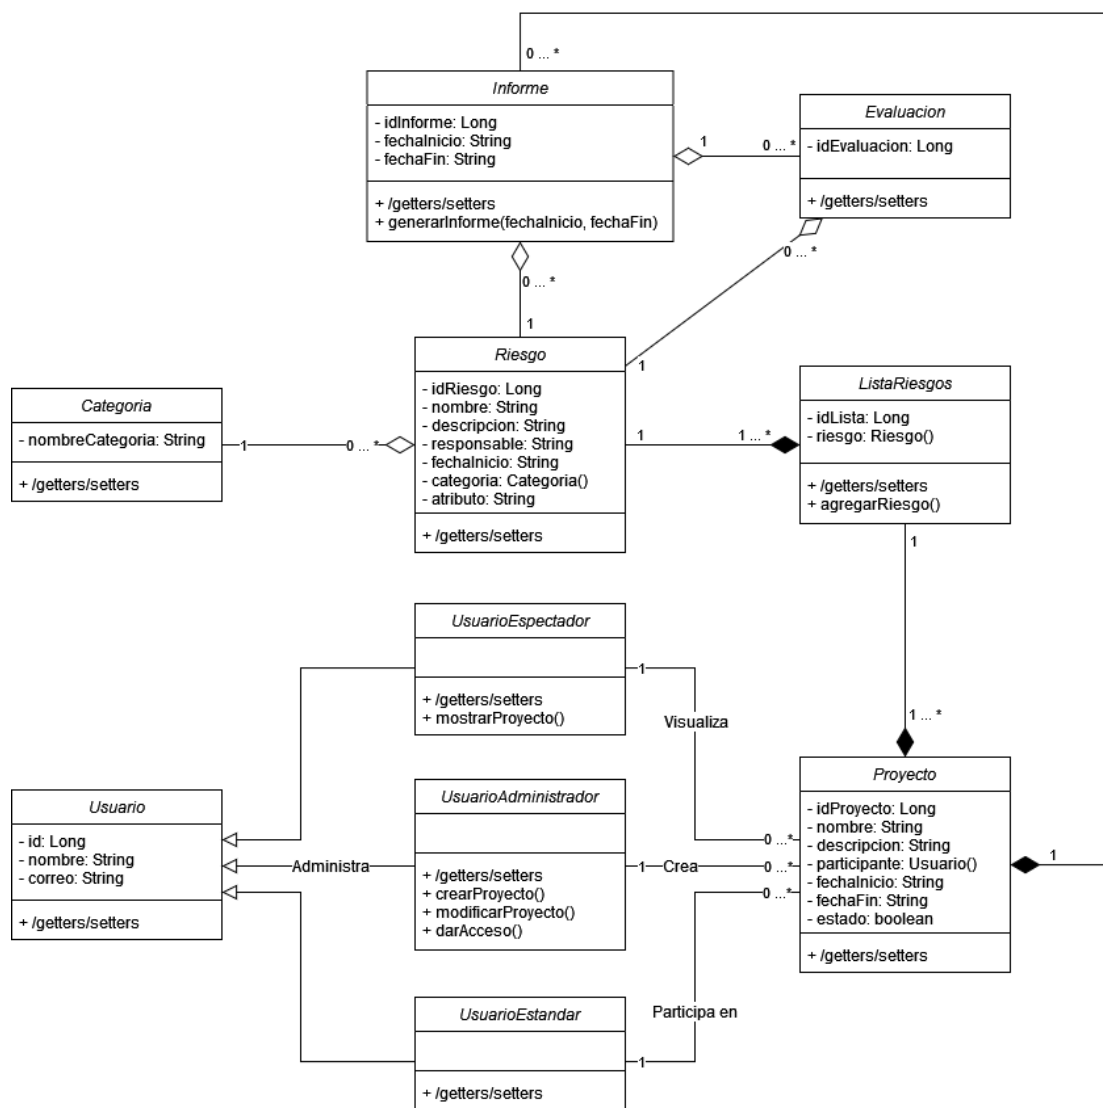 0 ... *
Informe
- idInforme: Long
- fechaInicio: String
- fechaFin: String
+ /getters/setters
+ generarInforme(fechaInicio, fechaFin)
1
0 ... *
Evaluacion
- idEvaluacion: Long
+ /getters/setters
0 ... *
0 ... *
1
1
Riesgo
- idRiesgo: Long
- nombre: String
- descripcion: String
- responsable: String
- fechaInicio: String
- categoria: Categoria()
- atributo: String
+ /getters/setters
Categoria
- nombreCategoria: String
+ /getters/setters
1
0 ... *
1
1 ... *
ListaRiesgos
- idLista: Long
- riesgo: Riesgo()
+ /getters/setters
+ agregarRiesgo()
1
1 ... *
UsuarioEspectador
+ /getters/setters
+ mostrarProyecto()
1
Visualiza
0 ...*
Usuario
- id: Long
- nombre: String
- correo: String
+ /getters/setters
Administra
UsuarioAdministrador
+ /getters/setters
+ crearProyecto()
+ modificarProyecto()
+ darAcceso()
1
Crea
0 ...*
0 ...*
Proyecto
- idProyecto: Long
- nombre: String
- descripcion: String
- participante: Usuario()
- fechaInicio: String
- fechaFin: String
- estado: boolean
+ /getters/setters
1
UsuarioEstandar
+ /getters/setters
1
Participa en